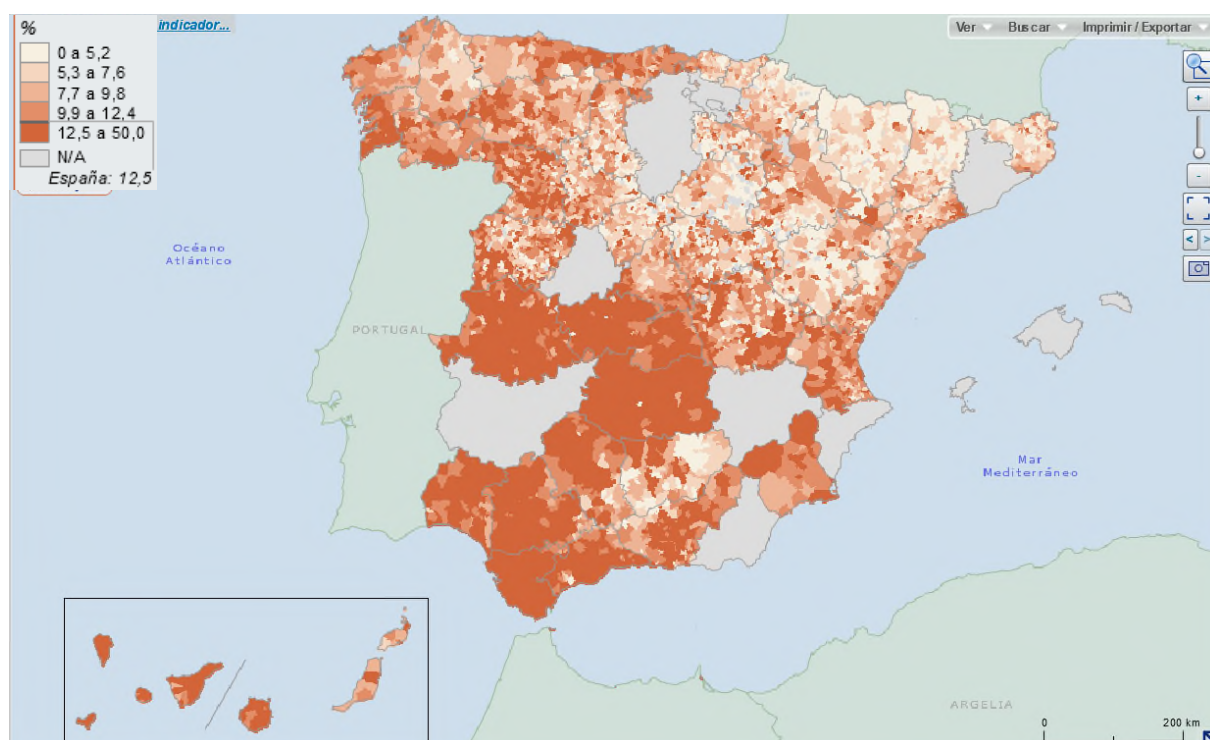 %
0 a 5,2
5,3 a 7,6
7,7 a 9,8
9,9 a 12,4
12,5 a 50,0
N/A
España: 12,5
indicador...
Ver
Buscar
Imprimir / Exportar
+
-
< >
Océano
Atlántico
PORTUGAL
Mar
Mediterráneo
ARGELIA
0
200 km